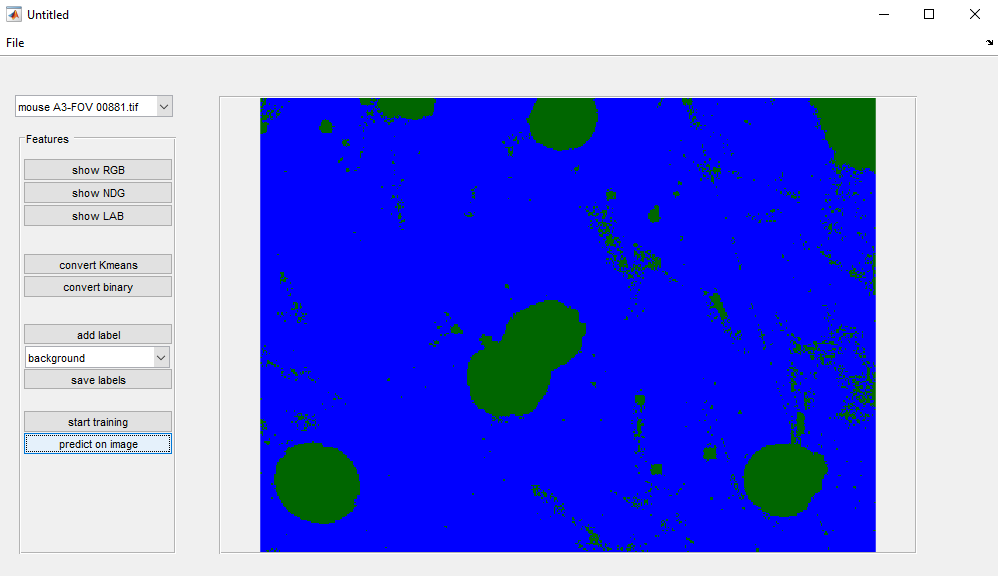 Untitled
File
mouse A3-FOV 00881.tif
Features
show RGB
show NDG
show LAB
convert Kmeans
convert binary
add label
background
save labels
start training
predict on image